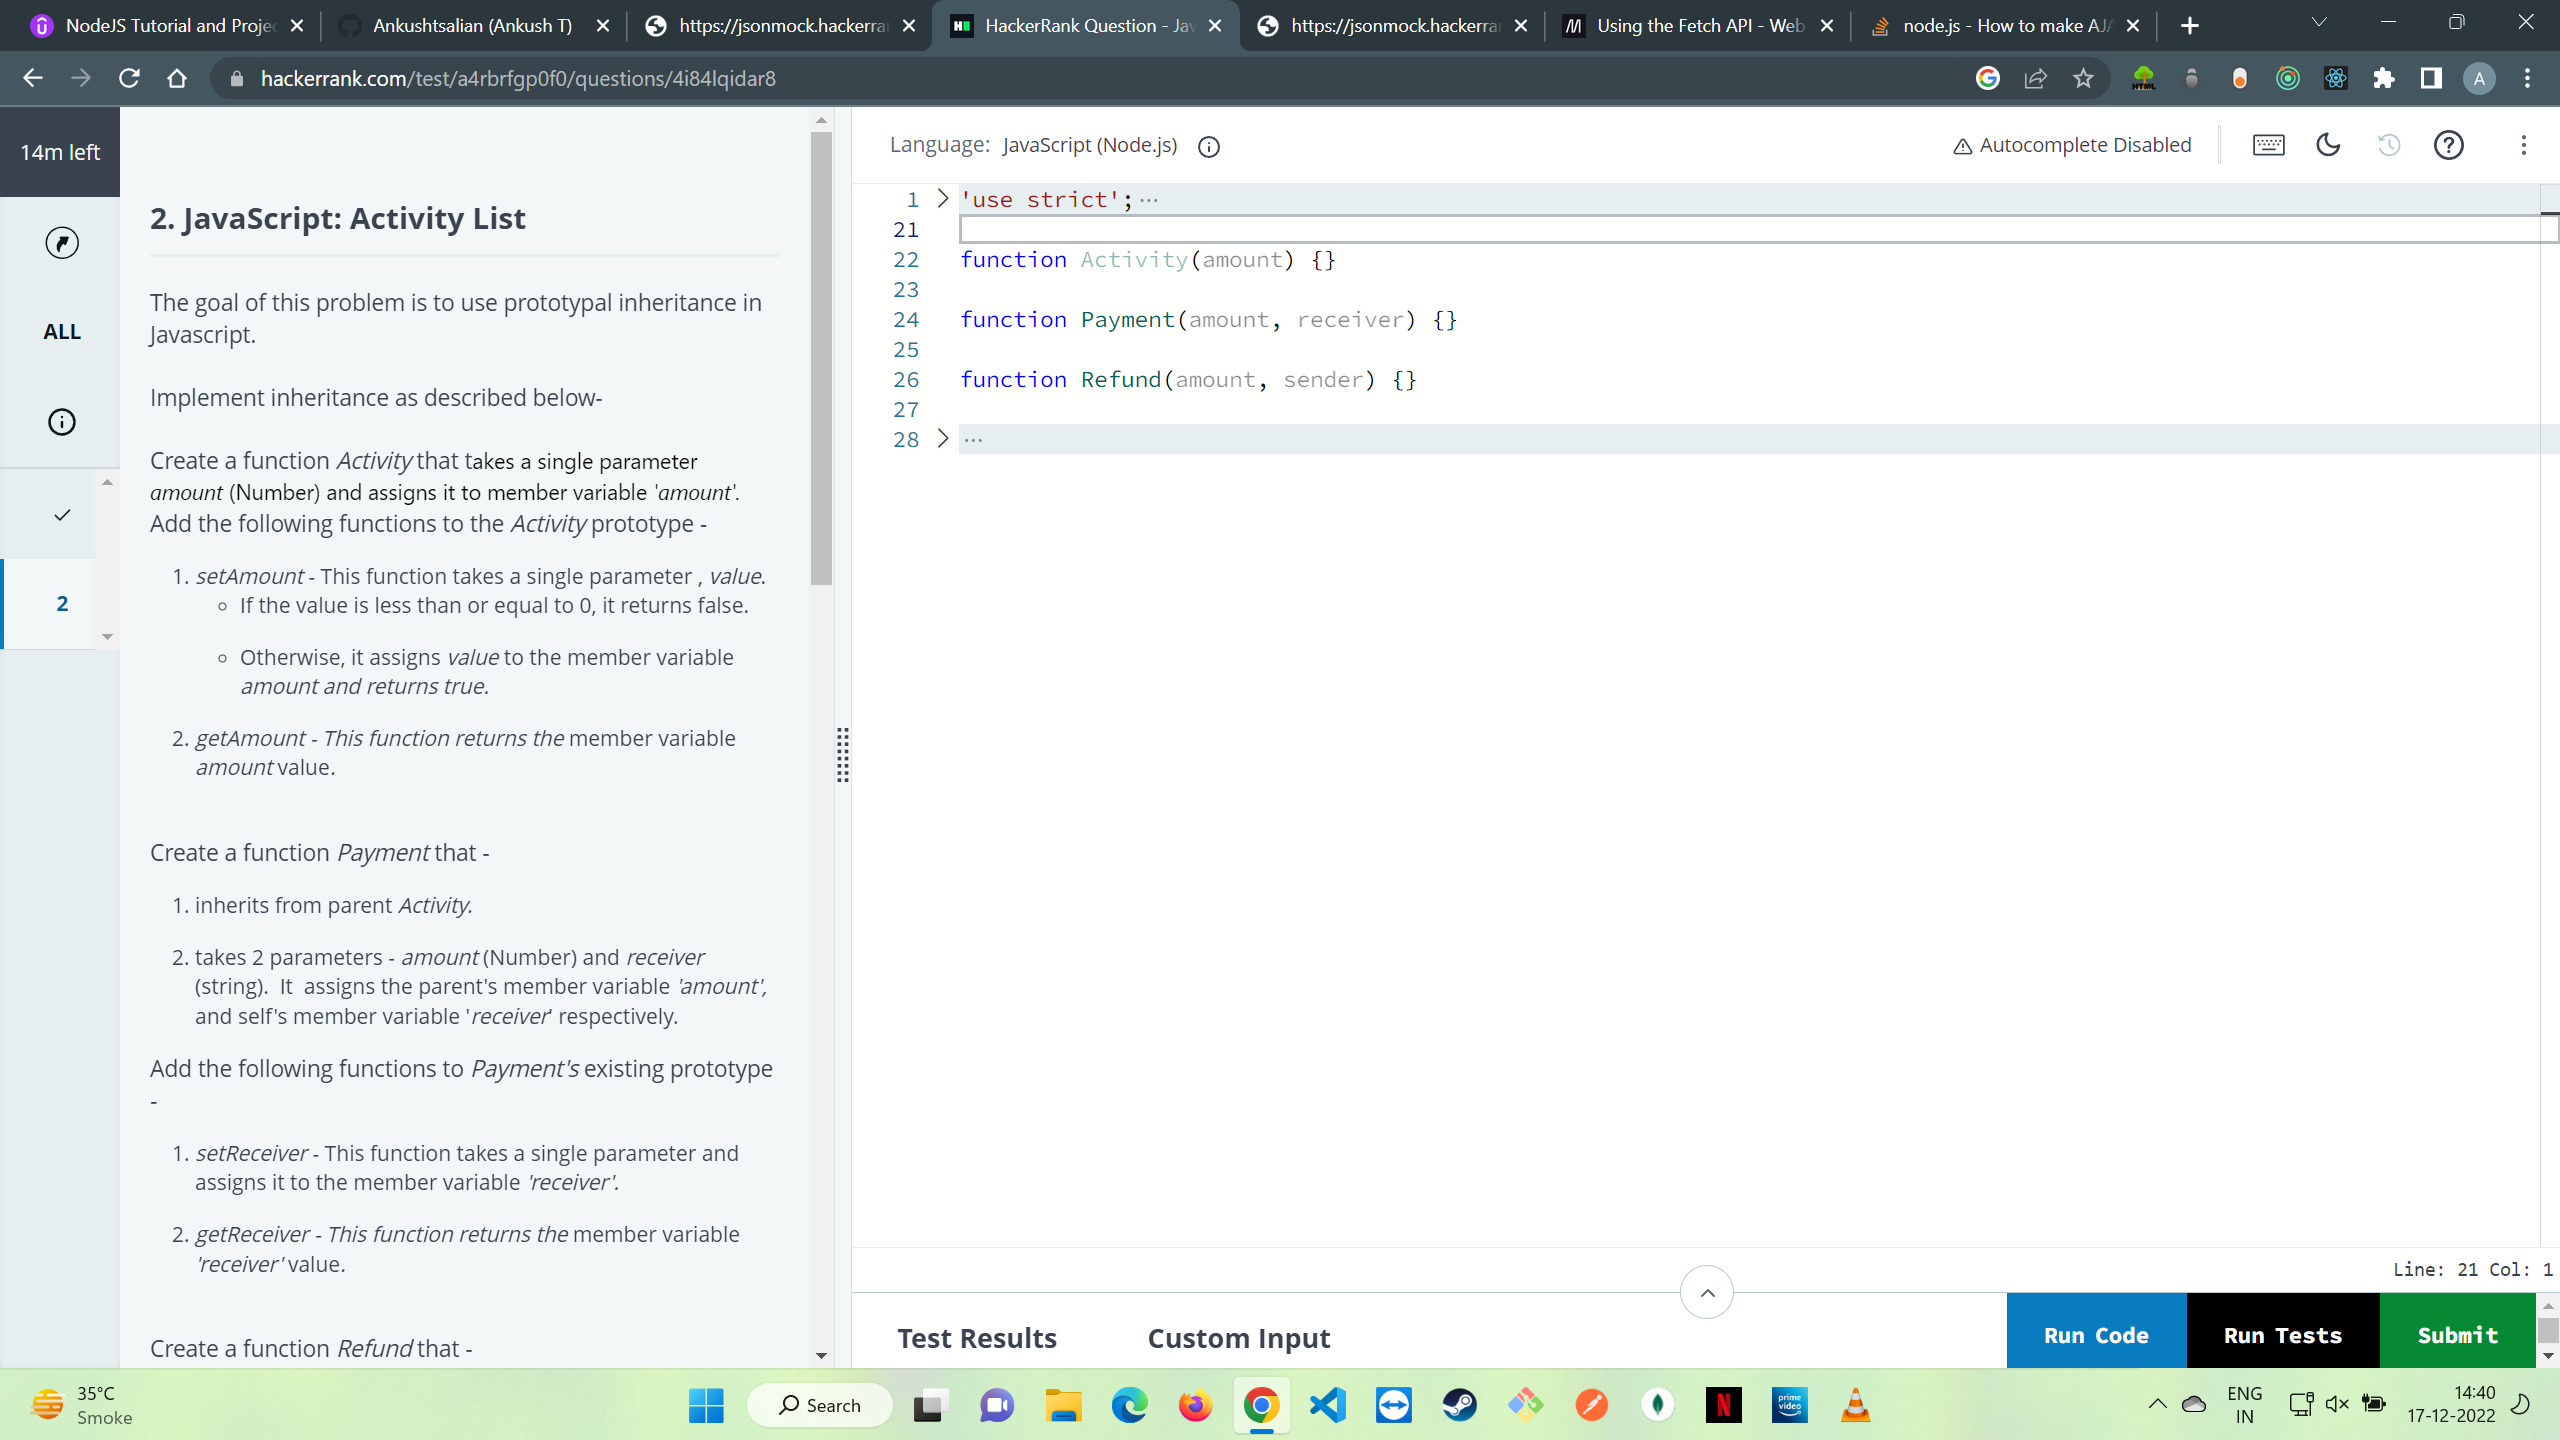 NodeJS Tutorial and Projec
Ankushtsalian (Ankush T)
https://jsonmock.hackerran
HackerRank Question - Jav
https://jsonmock.hackerran
Using the Fetch API - Web
node.js - How to make AJA
hackerrank.com/test/a4rbrfgp0f0/questions/4i84lqidar8
A
14m left
ALL
2
2. JavaScript: Activity List
The goal of this problem is to use prototypal inheritance in
Javascript.
Implement inheritance as described below-
Create a function Activity that takes a single parameter
amount (Number) and assigns it to member variable 'amount'.
Add the following functions to the Activity prototype -
1. setAmount - This function takes a single parameter , value.
If the value is less than or equal to 0, it returns false.
Otherwise, it assigns value to the member variable
amount and returns true.
2. getAmount - This function returns the member variable
amount value.
Create a function Payment that -
1. inherits from parent Activity.
2. takes 2 parameters - amount (Number) and receiver
(string).  It  assigns the parent's member variable 'amount',
and self's member variable 'receiver' respectively.
Add the following functions to Payment's existing prototype
-
1. setReceiver - This function takes a single parameter and
assigns it to the member variable 'receiver'.
2. getReceiver - This function returns the member variable
'receiver' value.
Create a function Refund that -
Language: JavaScript (Node.js)
Autocomplete Disabled
1 'use strict';···
21
22 function Activity(amount) {}
23
24 function Payment(amount, receiver) {}
25
26 function Refund(amount, sender) {}
27
28 ···
Line: 21 Col: 1
Test Results
Custom Input
Run Code
Run Tests
Submit
35°C
Smoke
Search
N
prime
video
ENG
IN
14:40
17-12-2022